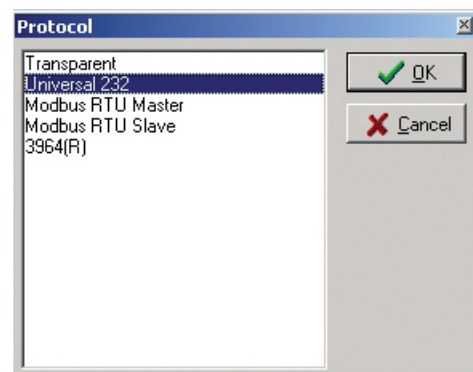 Protocol
Transparent
Universal 232
Modbus RTU Master
Modbus RTU Slave
3964(R)
OK
Cancel